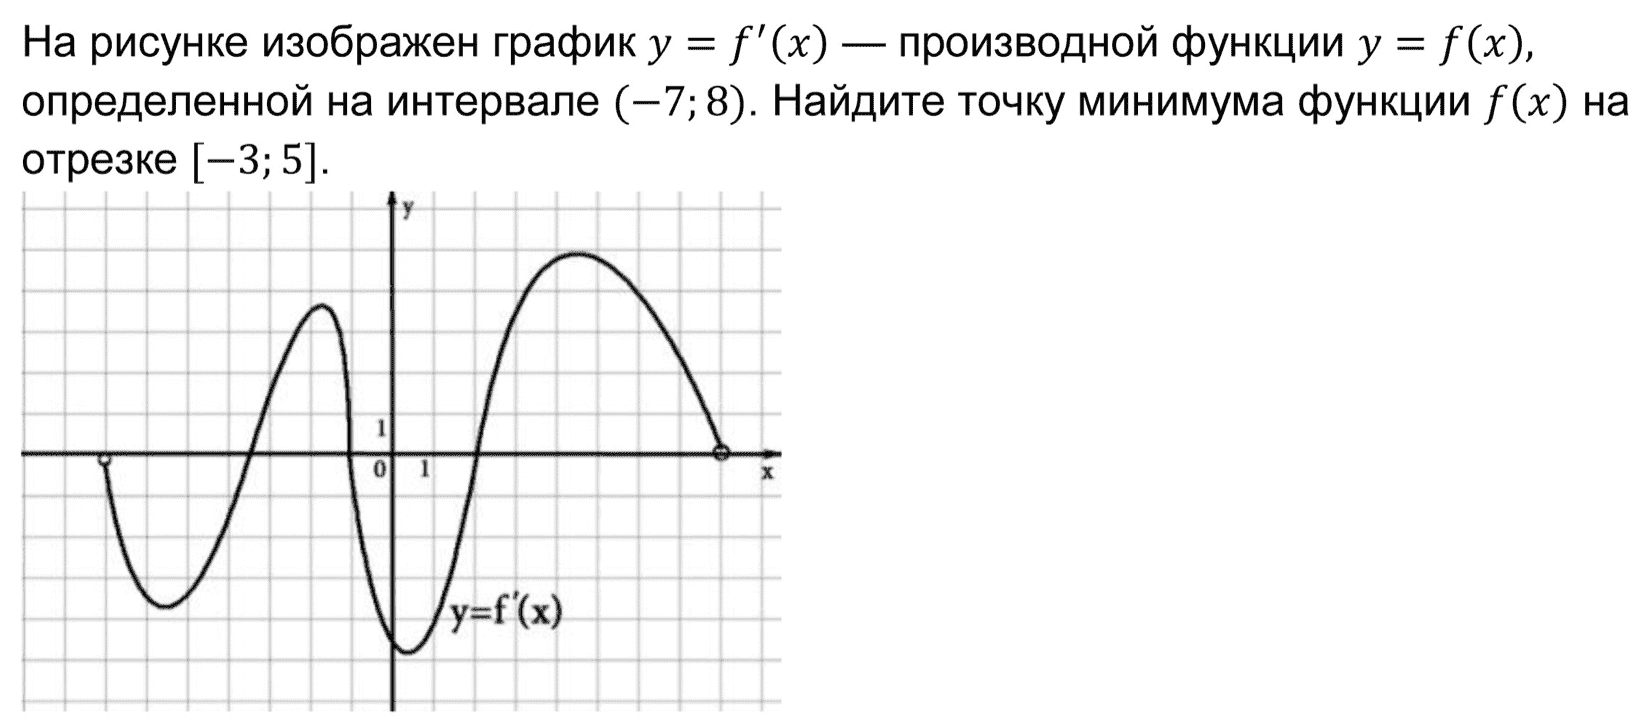 На рисунке изображен график y = f′(x) — производной функции y = f(x),
определенной на интервале (−7; 8). Найдите точку минимума функции f(x) на
отрезке [−3; 5].
y
1
0 1
x
y=f′(x)